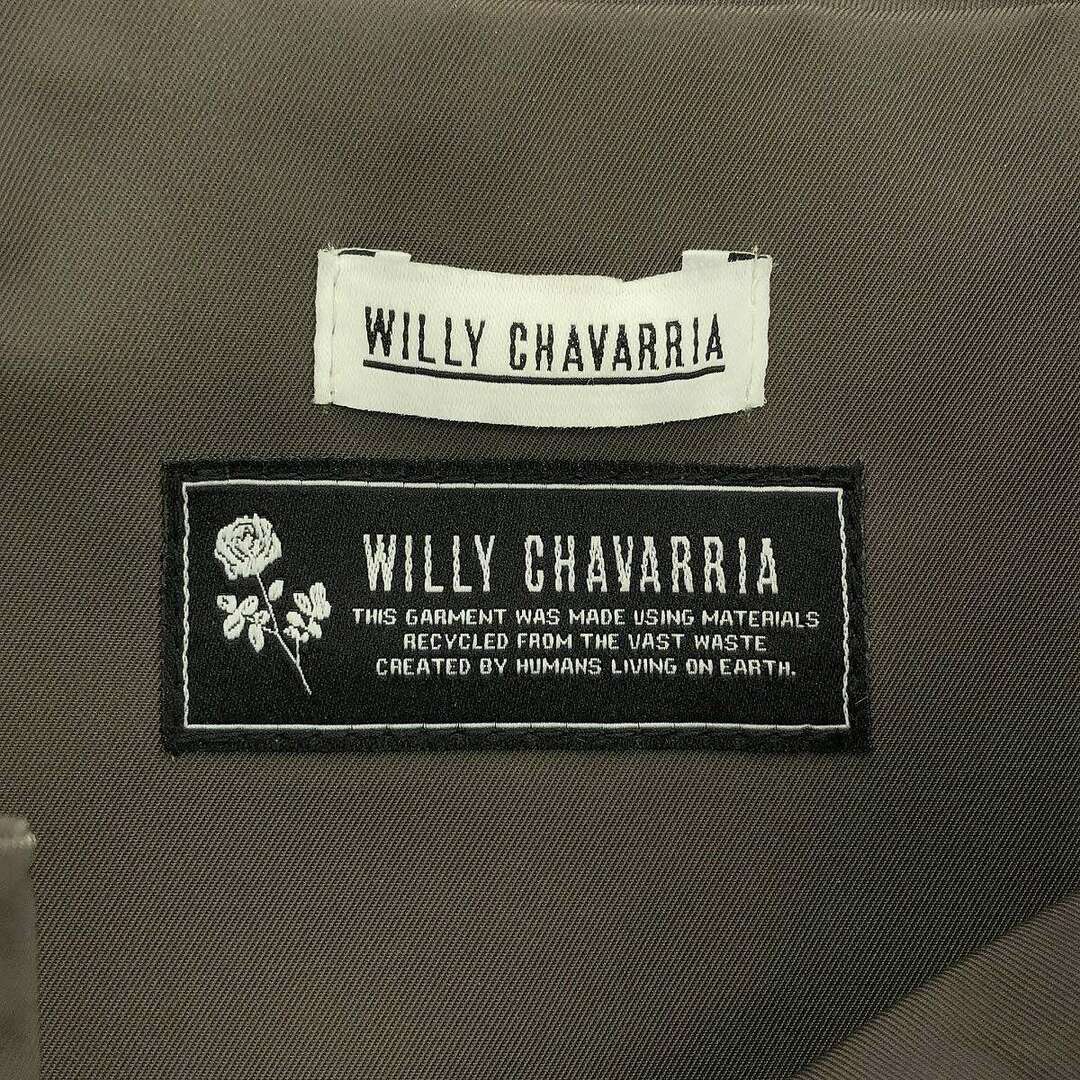 WILLY CHAVARRIA
WILLY CHAVARRIA
THIS GARMENT WAS MADE USING MATERIALS
RECYCLED FROM THE VAST WASTE
CREATED BY HUMANS LIVING ON EARTH.